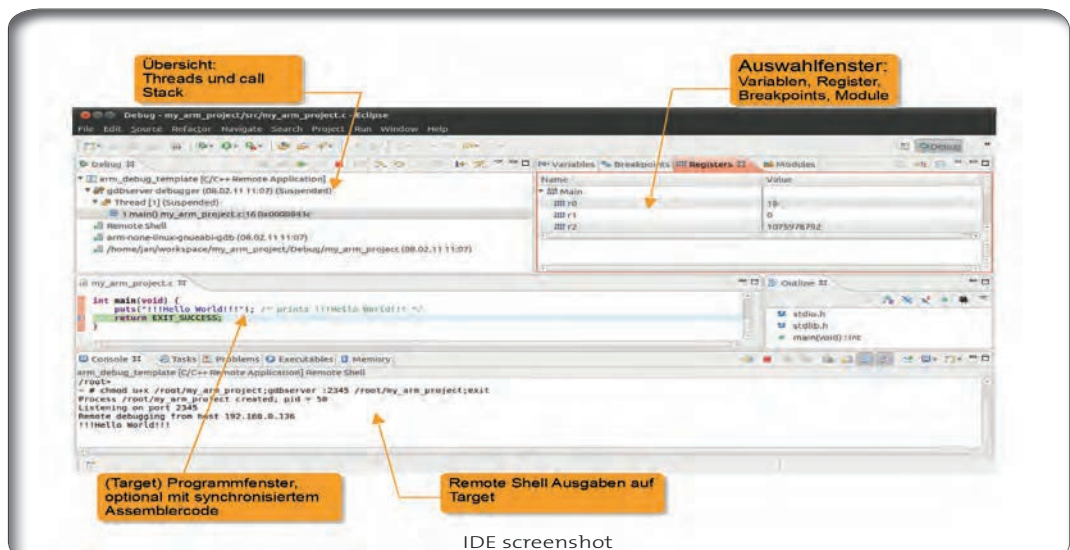 Übersicht:
Threads und call
Stack
Auswahlfenster:
Variablen, Register,
Breakpoints, Module
Debug - my_arm_project/src/my_arm_project.c - Eclipse
File Edit Source Refactor Navigate Search Project Run Window Help
Debug
Debug
Variables Breakpoints Registers Modules
arm_debug_template [C/C++ Remote Application]
gdbserver debugger (08.02.11 11:07) (Suspended)
Thread [1] (Suspended)
1 main() my_arm_project.c:16
Remote Shell
arm-none-linux-gnueabi-gdb (08.02.11 11:07)
/home/jan/workspace/my_arm_project/Debug/my_arm_project (08.02.11 11:07)
Name Value
Main
r0 10
r1 0
r2
my_arm_project.c
int main(void) {
puts("!!!Hello World!!!"); /* prints !!!Hello World!!! */
return EXIT_SUCCESS;
}
Outline
stdio.h
stdlib.h
main(void) : int
Console Tasks Problems Executables Memory
arm_debug_template [C/C++ Remote Application] Remote Shell
/root>
~ # chmod u+x /root/my_arm_project;gdbserver :2345 /root/my_arm_project;exit
Process /root/my_arm_project created; pid = 50
Listening on port 2345
Remote debugging from host 192.168.0.136
!!!Hello World!!!
(Target) Programmfenster,
optional mit synchronisiertem
Assemblercode
Remote Shell Ausgaben auf
Target
IDE screenshot